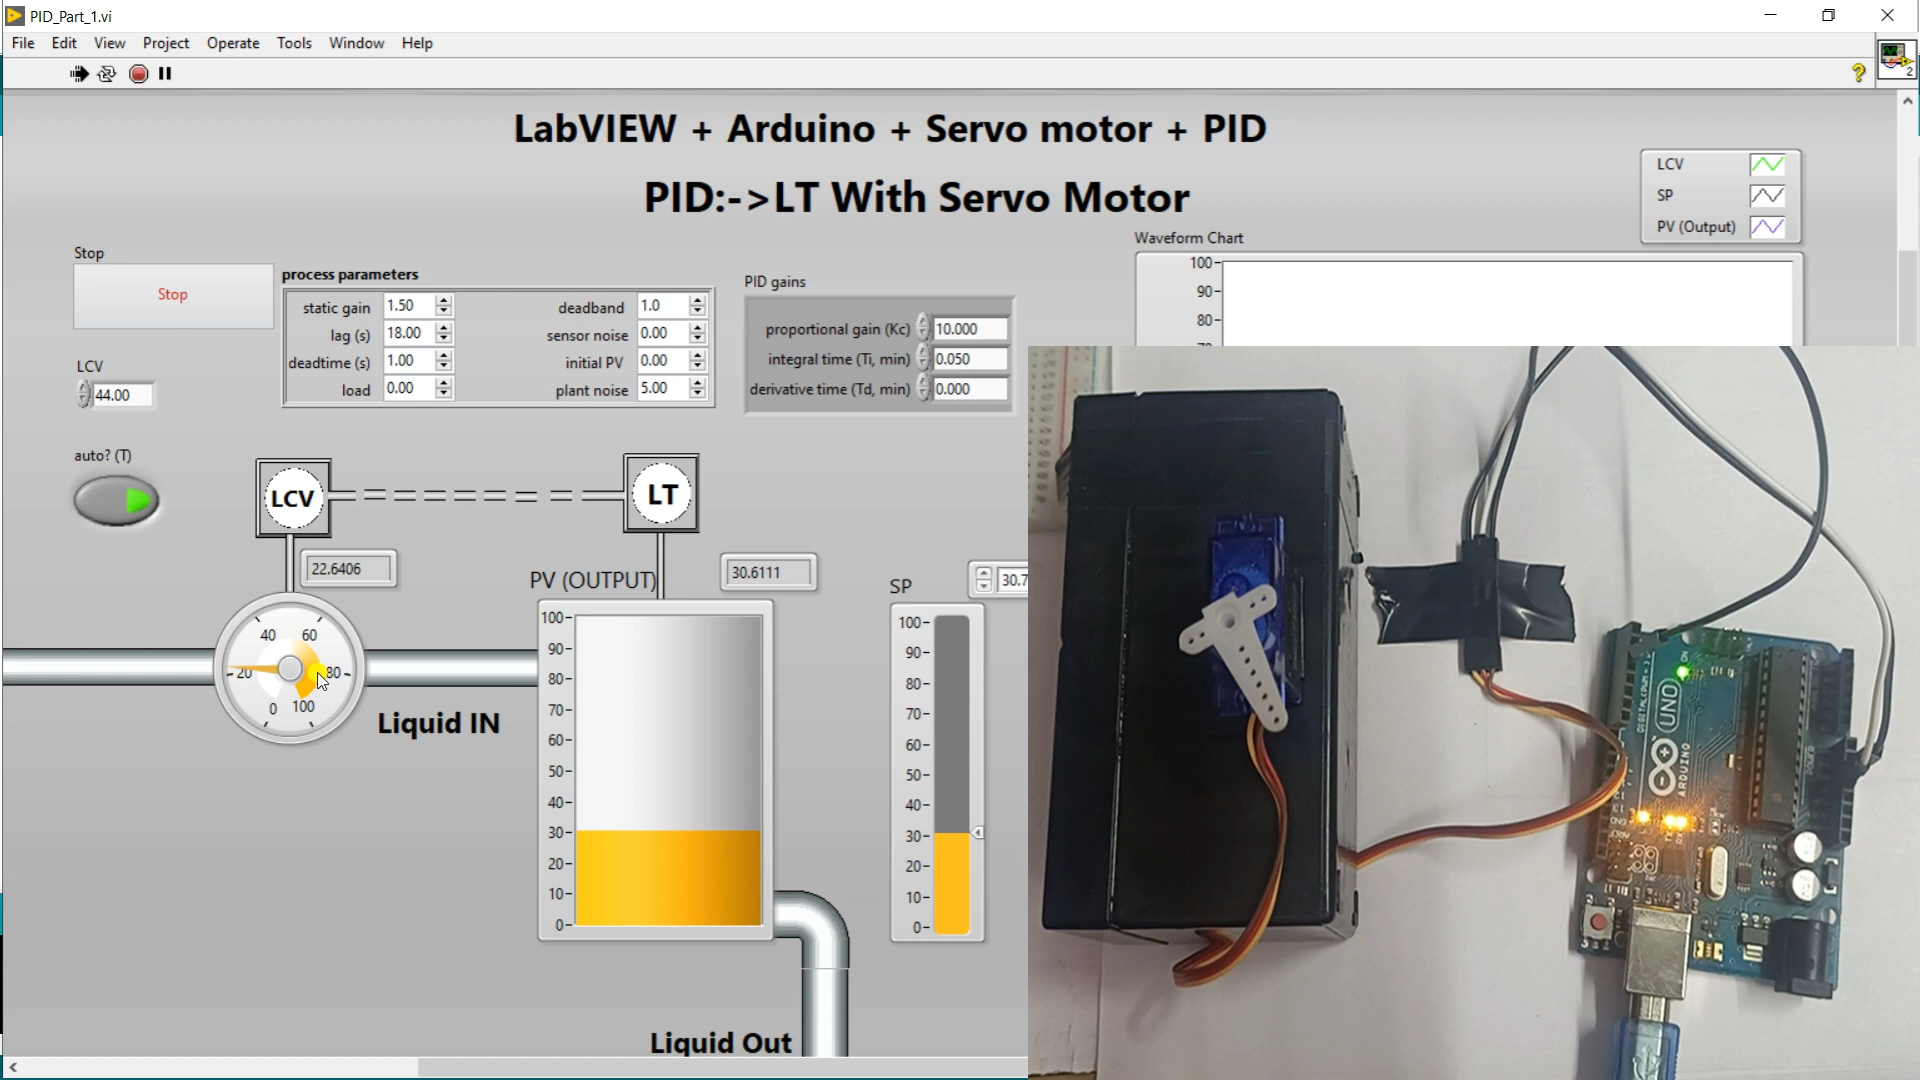 PID_Part_1.vi
File Edit View Project Operate Tools Window Help
2
LabVIEW + Arduino + Servo motor + PID
PID:->LT With Servo Motor
LCV
SP
PV (Output)
Waveform Chart
100
90
80
Stop
Stop
process parameters
static gain 1.50
lag (s) 18.00
deadtime (s) 1.00
load 0.00
deadband 1.0
sensor noise 0.00
initial PV 0.00
plant noise 5.00
PID gains
proportional gain (Kc) 10.000
integral time (Ti, min) 0.050
derivative time (Td, min) 0.000
LCV
44.00
auto? (T)
LCV
LT
22.6406
PV (OUTPUT)
30.6111
SP
30.7
0
20
40
60
80
100
Liquid IN
100
90
80
70
60
50
40
30
20
10
0
100
90
80
70
60
50
40
30
20
10
0
Liquid Out
UNO
ARDUINO
ON